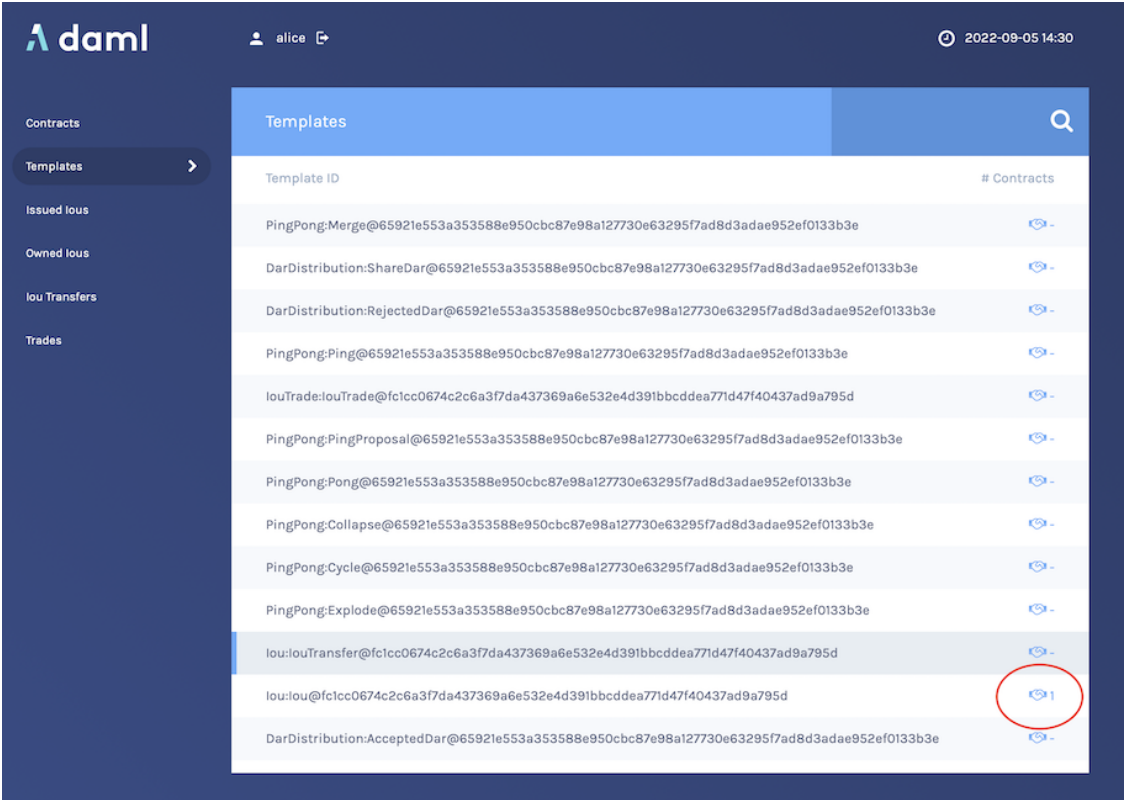 daml
alice
2022-09-05 14:30
Contracts
Templates
Issued Ious
Owned Ious
Iou Transfers
Trades
Templates
Template ID # Contracts
PingPong:Merge@65921e553a353588e950cbc87e98a127730e63295f7ad8d3adae952ef0133b3e -
DarDistribution:ShareDar@65921e553a353588e950cbc87e98a127730e63295f7ad8d3adae952ef0133b3e -
DarDistribution:RejectedDar@65921e553a353588e950cbc87e98a127730e63295f7ad8d3adae952ef0133b3e -
PingPong:Ping@65921e553a353588e950cbc87e98a127730e63295f7ad8d3adae952ef0133b3e -
IouTrade:IouTrade@fc1cc0674c2c6a3f7da437369a6e532e4d391bbcddea771d47f40437ad9a795d -
PingPong:PingProposal@65921e553a353588e950cbc87e98a127730e63295f7ad8d3adae952ef0133b3e -
PingPong:Pong@65921e553a353588e950cbc87e98a127730e63295f7ad8d3adae952ef0133b3e -
PingPong:Collapse@65921e553a353588e950cbc87e98a127730e63295f7ad8d3adae952ef0133b3e -
PingPong:Cycle@65921e553a353588e950cbc87e98a127730e63295f7ad8d3adae952ef0133b3e -
PingPong:Explode@65921e553a353588e950cbc87e98a127730e63295f7ad8d3adae952ef0133b3e -
Iou:IouTransfer@fc1cc0674c2c6a3f7da437369a6e532e4d391bbcddea771d47f40437ad9a795d -
Iou:Iou@fc1cc0674c2c6a3f7da437369a6e532e4d391bbcddea771d47f40437ad9a795d 1
DarDistribution:AcceptedDar@65921e553a353588e950cbc87e98a127730e63295f7ad8d3adae952ef0133b3e -